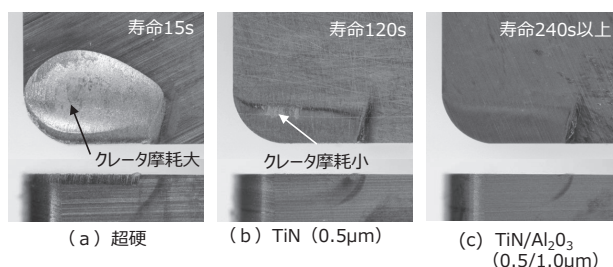 寿命15s
寿命120s
寿命240s以上
クレータ摩耗大
クレータ摩耗小
（a）超硬
（b）TiN（0.5μm）
(c) TiN/Al₂0₃
（0.5/1.0μm）